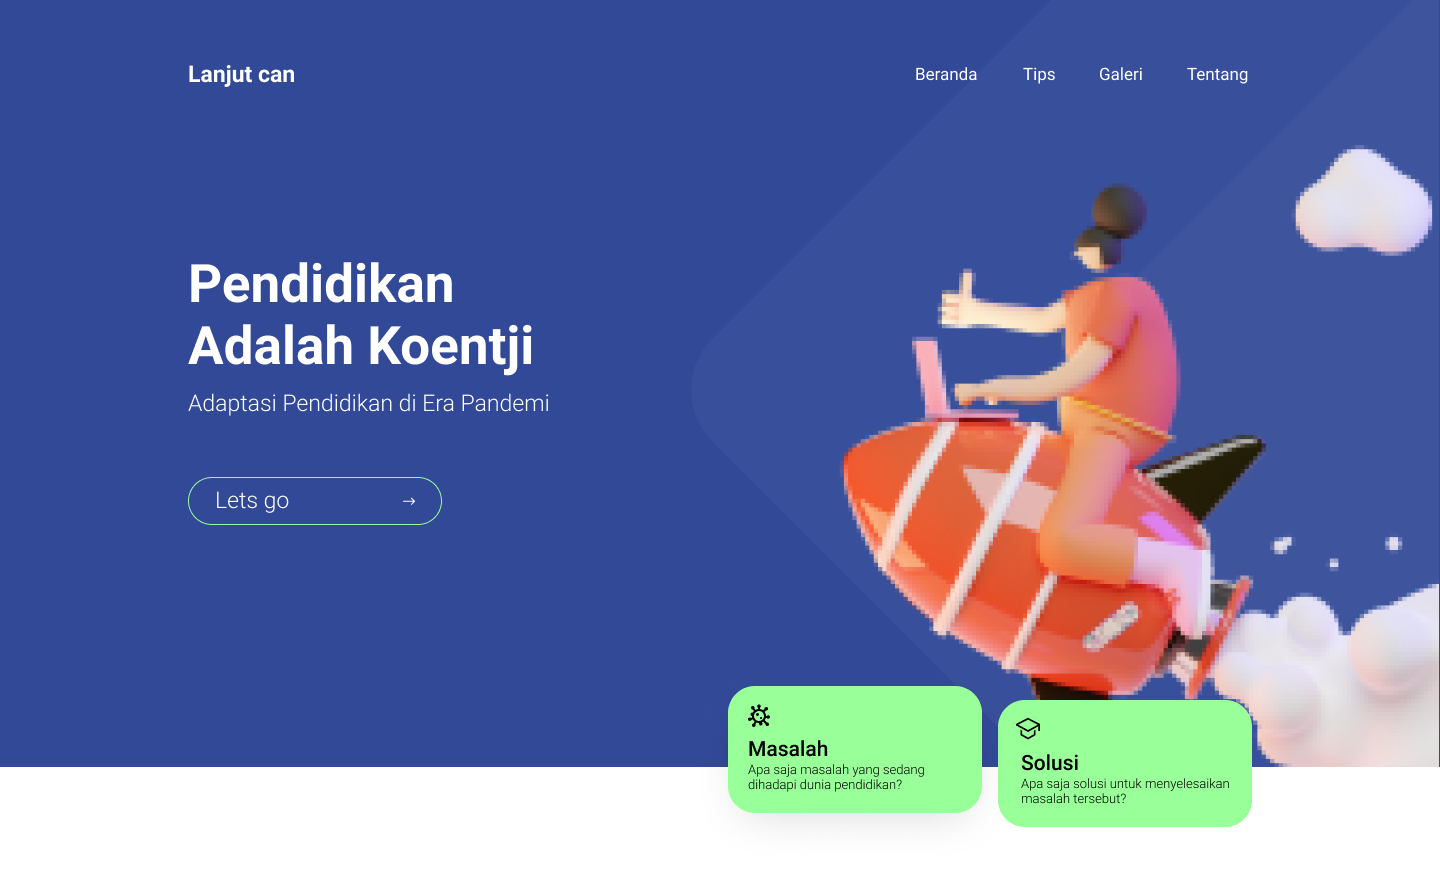 Lanjut can
Beranda
Tips
Galeri
Tentang
Pendidikan
Adalah Koentji
Adaptasi Pendidikan di Era Pandemi
Lets go →
Masalah
Apa saja masalah yang sedang
dihadapi dunia pendidikan?
Solusi
Apa saja solusi untuk menyelesaikan
masalah tersebut?